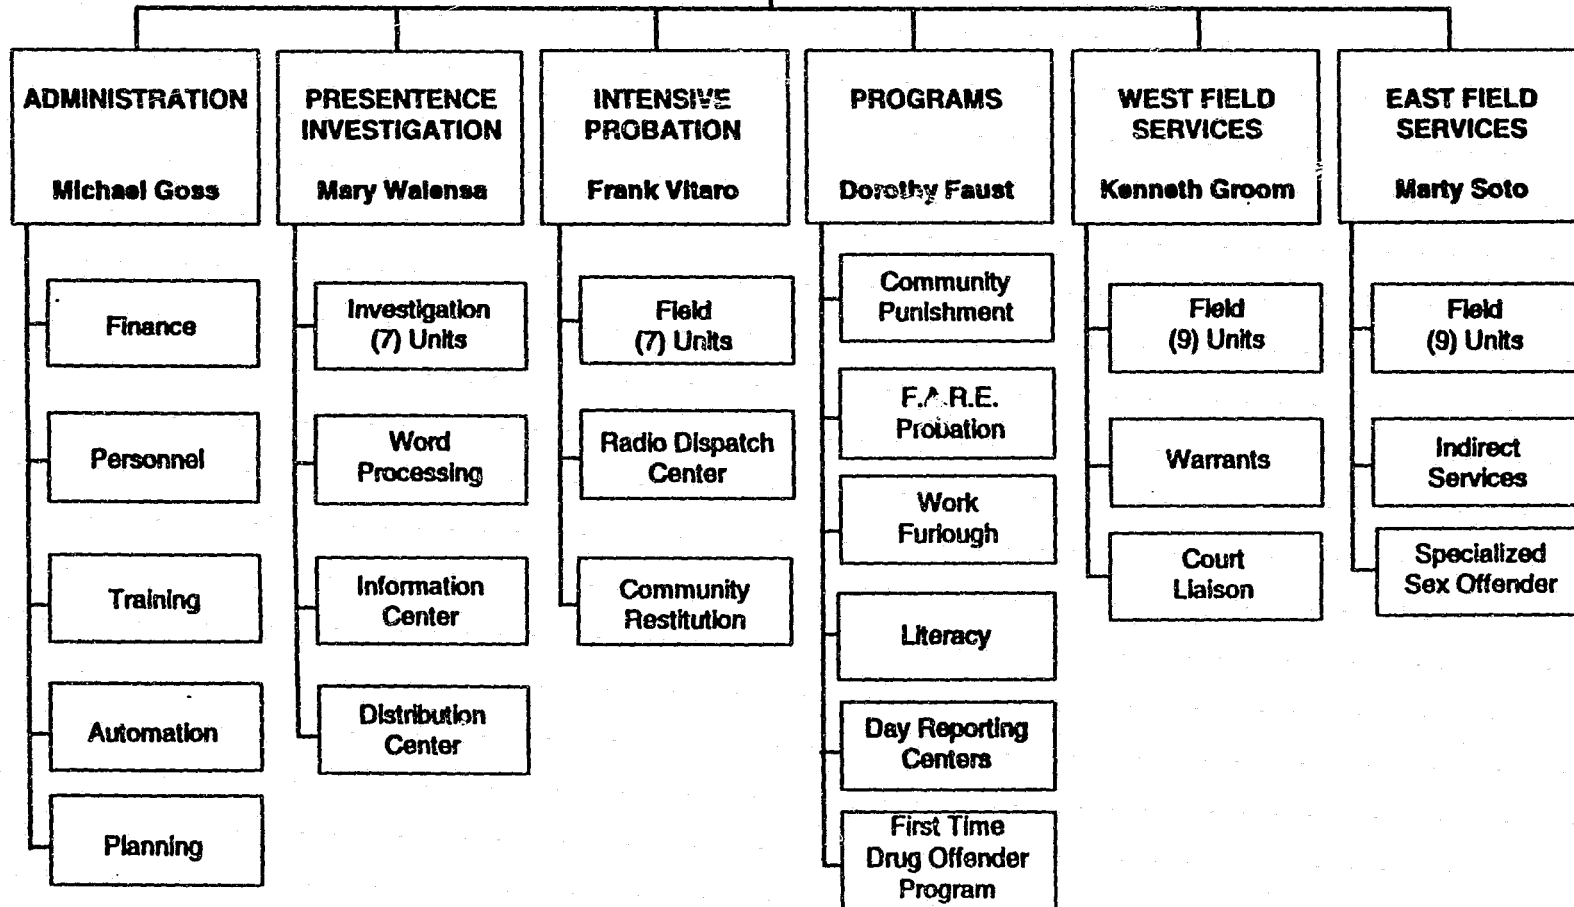 ADMINISTRATION
Michael Goss
Finance
Personnel
Training
Automation
Planning
PRESENTENCE
INVESTIGATION
Mary Walensa
Investigation
(7) Units
Word
Processing
Information
Center
Distribution
Center
INTENSIVE
PROBATION
Frank Vitaro
Field
(7) Units
Radio Dispatch
Center
Community
Restitution
PROGRAMS
Dorothy Faust
Community
Punishment
F.A.R.E.
Probation
Work
Furlough
Literacy
Day Reporting
Centers
First Time
Drug Offender
Program
WEST FIELD
SERVICES
Kenneth Groom
Field
(9) Units
Warrants
Court
Liaison
EAST FIELD
SERVICES
Marty Soto
Field
(9) Units
Indirect
Services
Specialized
Sex Offender